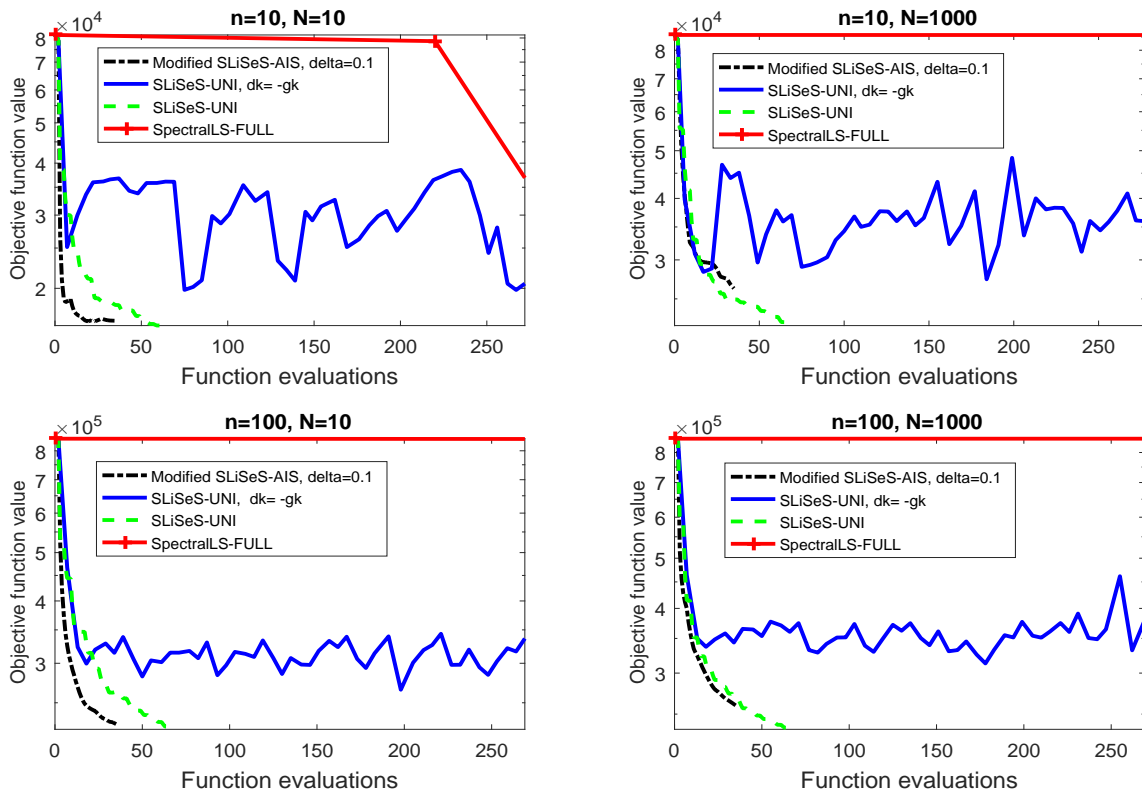 n=10, N=10
×10^4
Objective function value
8
7
6
5
4
3
2
Modified SLiSeS-AIS, delta=0.1
SLiSeS-UNI, dk= -gk
SLiSeS-UNI
SpectralLS-FULL
0 50 100 150 200 250
Function evaluations
n=10, N=1000
×10^4
Objective function value
8
7
6
5
4
3
Modified SLiSeS-AIS, delta=0.1
SLiSeS-UNI, dk= -gk
SLiSeS-UNI
SpectralLS-FULL
0 50 100 150 200 250
Function evaluations
n=100, N=10
×10^5
Objective function value
8
7
6
5
4
3
Modified SLiSeS-AIS, delta=0.1
SLiSeS-UNI, dk= -gk
SLiSeS-UNI
SpectralLS-FULL
0 50 100 150 200 250
Function evaluations
n=100, N=1000
×10^5
Objective function value
8
7
6
5
4
3
Modified SLiSeS-AIS, delta=0.1
SLiSeS-UNI, dk= -gk
SLiSeS-UNI
SpectralLS-FULL
0 50 100 150 200 250
Function evaluations